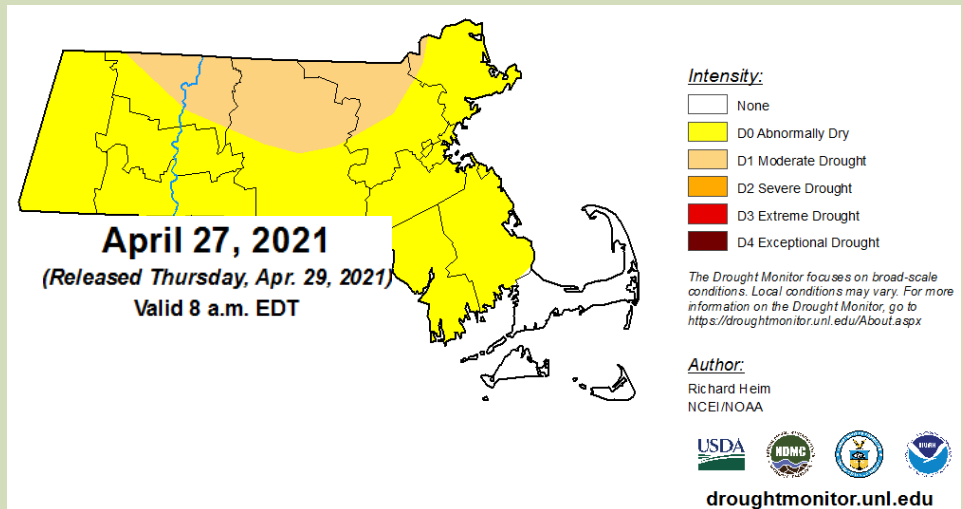 April 27, 2021
(Released Thursday, Apr. 29, 2021)
Valid 8 a.m. EDT
Intensity:
None
D0 Abnormally Dry
D1 Moderate Drought
D2 Severe Drought
D3 Extreme Drought
D4 Exceptional Drought
The Drought Monitor focuses on broad-scale
conditions. Local conditions may vary. For more
information on the Drought Monitor, go to
https://droughtmonitor.unl.edu/About.aspx
Author:
Richard Heim
NCEI/NOAA
USDA
NDMC
NOAA
droughtmonitor.unl.edu